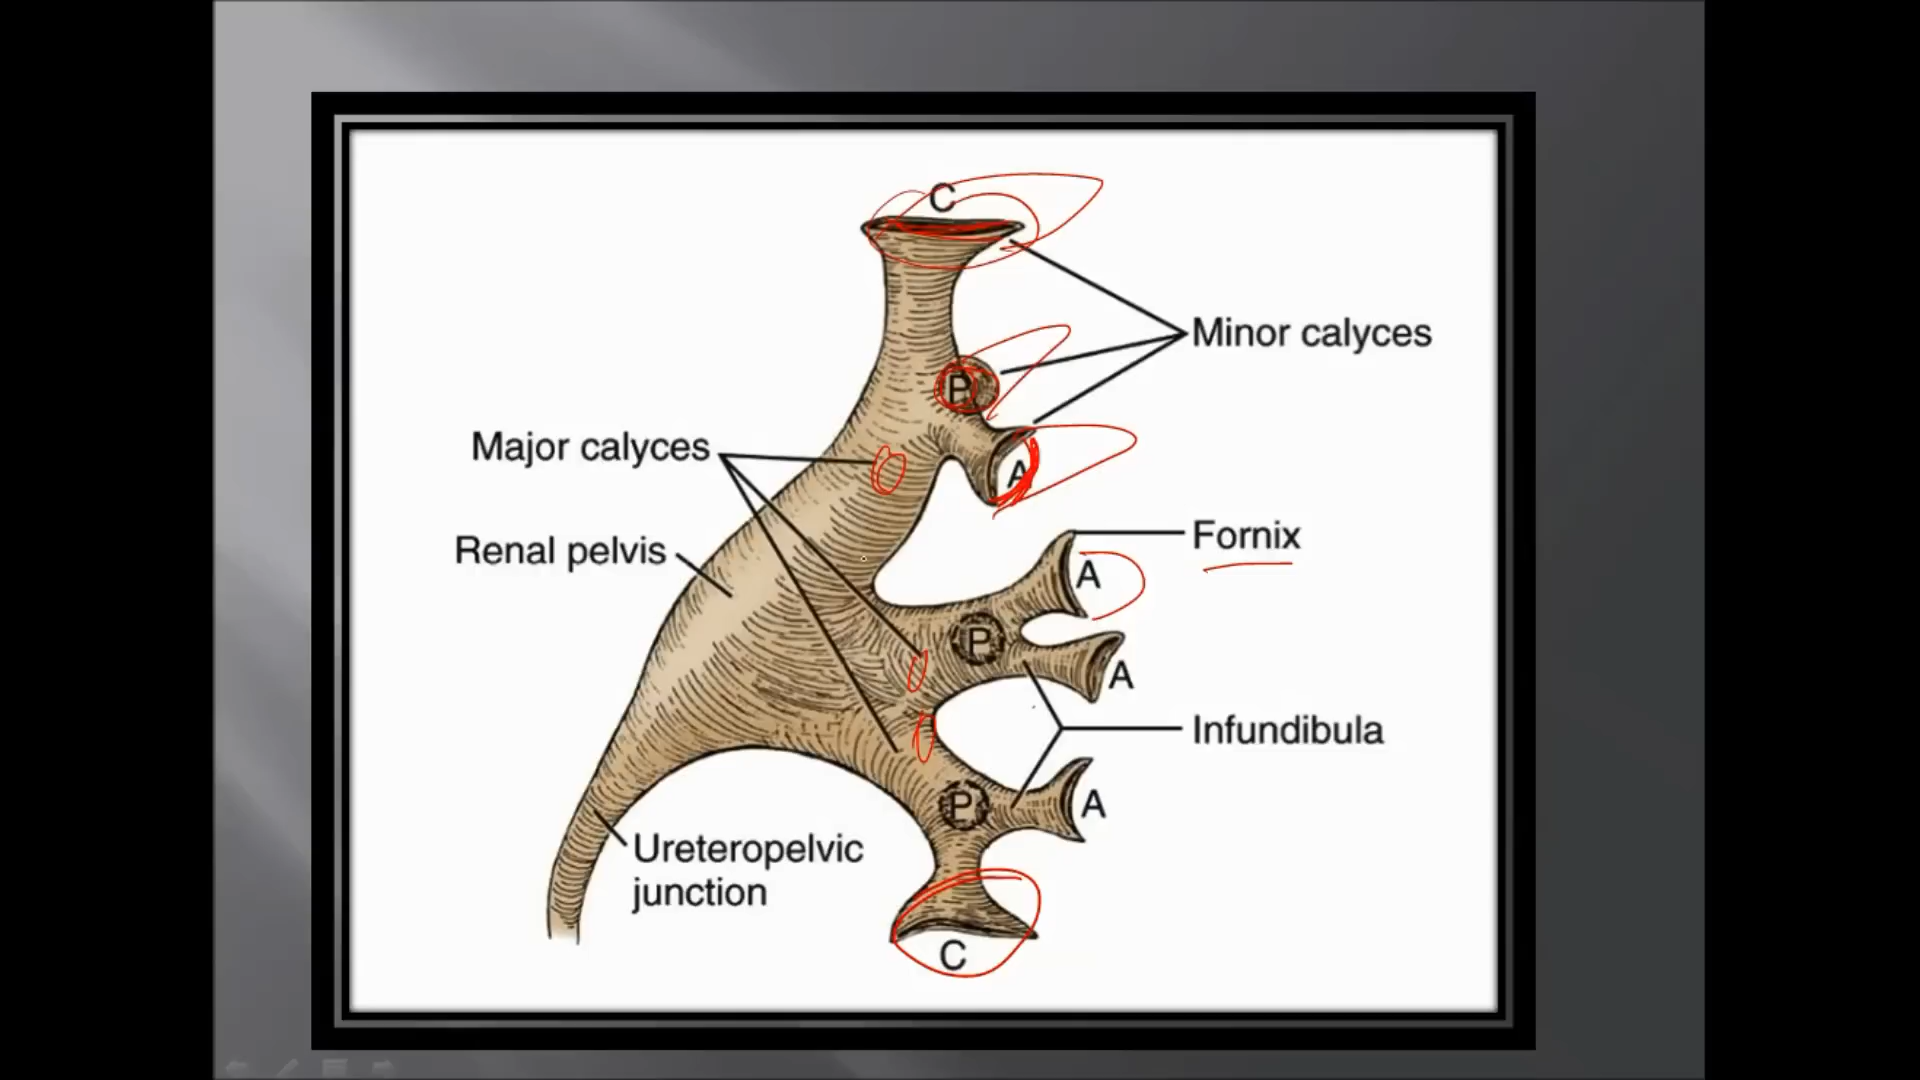 C
Minor calyces
P
Major calyces
A
Fornix
Renal pelvis
A
P
A
Infundibula
P
A
Ureteropelvic
junction
C